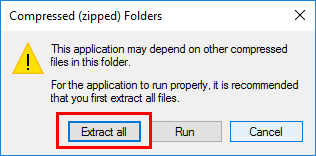 Compressed (zipped) Folders
This application may depend on other compressed
files in this folder.
For the application to run properly, it is recommended
that you first extract all files.
Extract all Run Cancel